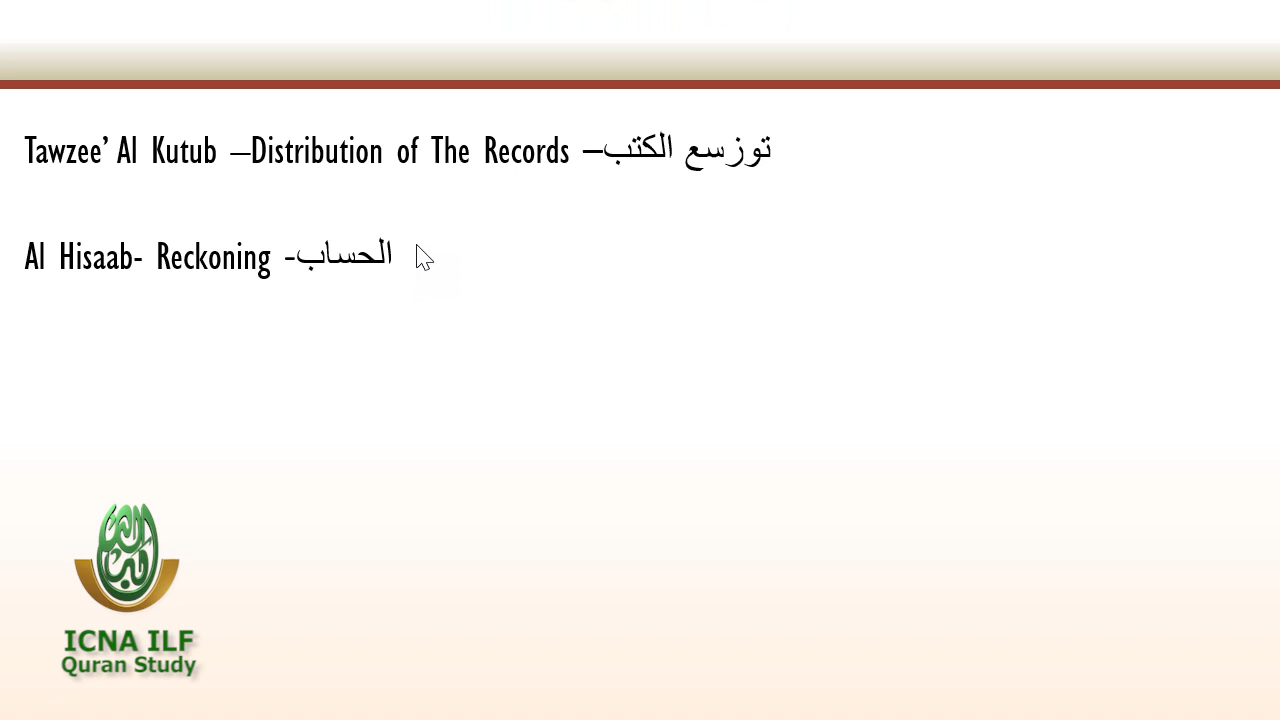 Tawzee’ Al Kutub –Distribution of The Records –توزسع الكتب
Al Hisaab- Reckoning -الحساب
ICNA ILF
Quran Study